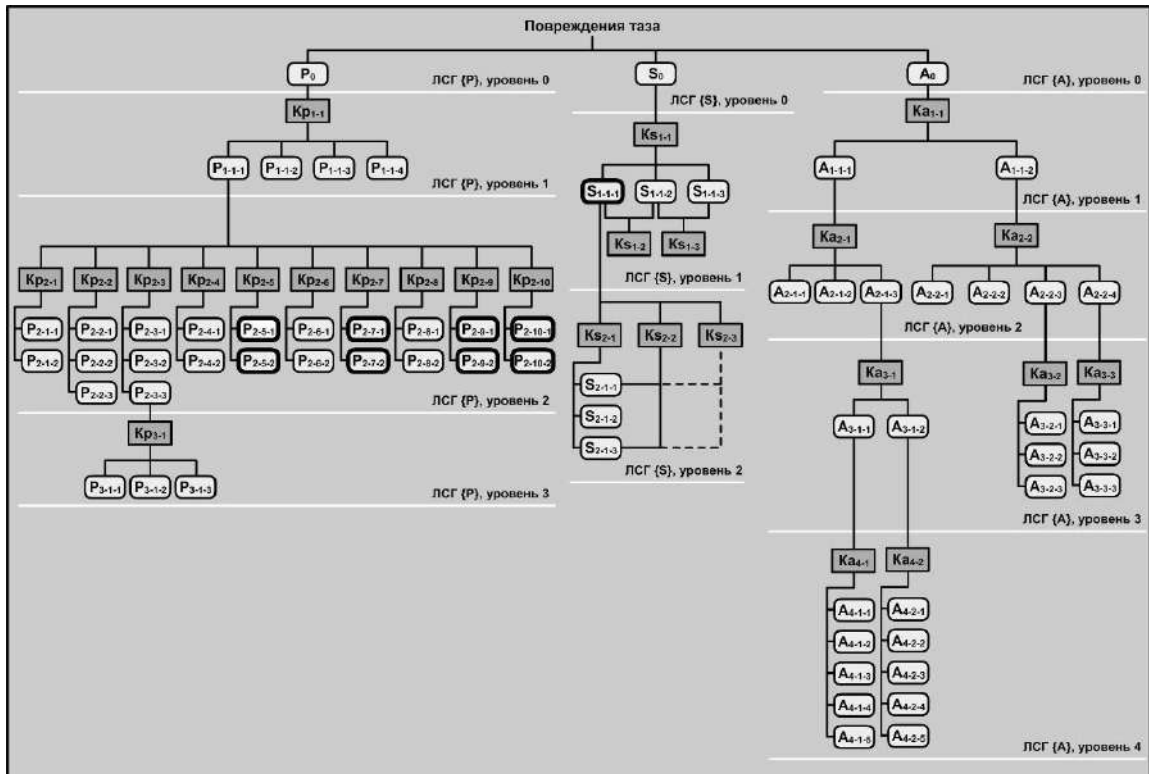 Повреждения таза
P0 S0 A0
ЛСГ {P}, уровень 0 ЛСГ {S}, уровень 0 ЛСГ {A}, уровень 0
Kp1-1 Ks1-1 Ka1-1
P1-1-1 P1-1-2 P1-1-3 P1-1-4
ЛСГ {P}, уровень 1
S1-1-1 S1-1-2 S1-1-3
Ks1-2 Ks1-3
ЛСГ {S}, уровень 1
A1-1-1 A1-1-2
ЛСГ {A}, уровень 1
Kp2-1 Kp2-2 Kp2-3 Kp2-4 Kp2-5 Kp2-6 Kp2-7 Kp2-8 Kp2-9 Kp2-10
P2-1-1 P2-2-1 P2-3-1 P2-4-1 P2-5-1 P2-6-1 P2-7-1 P2-8-1 P2-9-1 P2-10-1
P2-1-2 P2-2-2 P2-3-2 P2-4-2 P2-5-2 P2-6-2 P2-7-2 P2-8-2 P2-9-2 P2-10-2
P2-2-3 P2-3-3
ЛСГ {P}, уровень 2
Kp3-1
P3-1-1 P3-1-2 P3-1-3
ЛСГ {P}, уровень 3
Ks2-1 Ks2-2 Ks2-3
S2-1-1
S2-1-2
S2-1-3
ЛСГ {S}, уровень 2
Ka2-1 Ka2-2
A2-1-1 A2-1-2 A2-1-3 A2-2-1 A2-2-2 A2-2-3 A2-2-4
ЛСГ {A}, уровень 2
Ka3-1 Ka3-2 Ka3-3
A3-1-1 A3-1-2 A3-2-1 A3-3-1
A3-2-2 A3-3-2
A3-2-3 A3-3-3
ЛСГ {A}, уровень 3
Ka4-1 Ka4-2
A4-1-1 A4-2-1
A4-1-2 A4-2-2
A4-1-3 A4-2-3
A4-1-4 A4-2-4
A4-1-5 A4-2-5
ЛСГ {A}, уровень 4